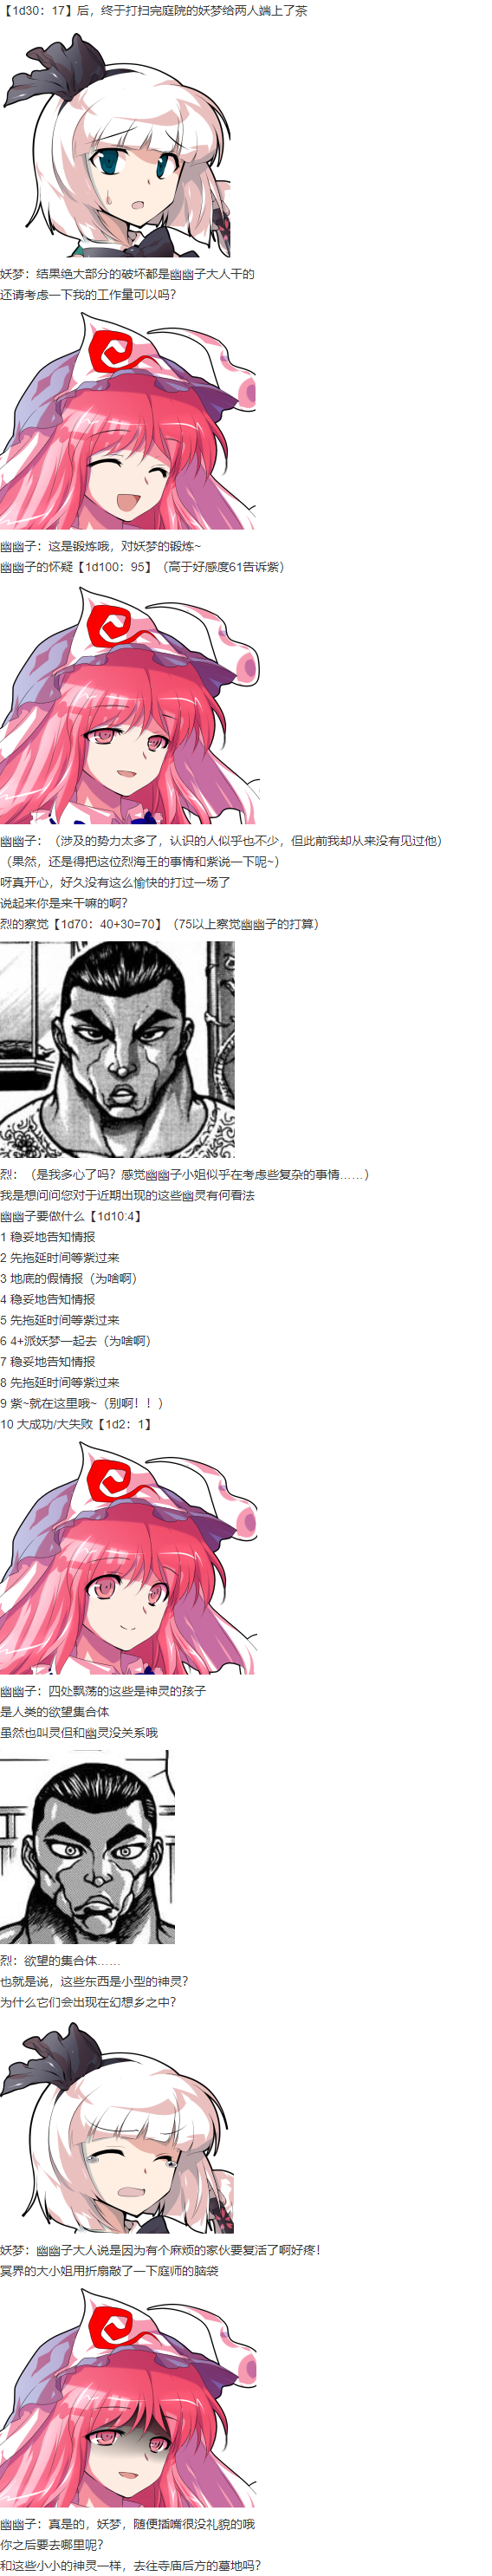 【1d30：17】后，终于打扫完庭院的妖梦给两人端上了茶
妖梦：结果绝大部分的破坏都是幽幽子大人干的
还请考虑一下我的工作量可以吗？
幽幽子：这是锻炼哦，对妖梦的锻炼~
幽幽子的怀疑【1d100：95】（高于好感度61告诉紫）
幽幽子：（涉及的势力太多了，认识的人似乎也不少，但此前我却从来没有见过他）
（果然，还是得把这位烈海王的事情和紫说一下呢~）
呀真开心，好久没有这么愉快的打过一场了
说起来你是来干嘛的啊？
烈的察觉【1d70：40+30=70】（75以上察觉幽幽子的打算）
烈：（是我多心了吗？感觉幽幽子小姐似乎在考虑些复杂的事情……）
我是想问问您对于近期出现的这些幽灵有何看法
幽幽子要做什么【1d10:4】
1 稳妥地告知情报
2 先拖延时间等紫过来
3 地底的假情报（为啥啊）
4 稳妥地告知情报
5 先拖延时间等紫过来
6 4+派妖梦一起去（为啥啊）
7 稳妥地告知情报
8 先拖延时间等紫过来
9 紫~就在这里哦~（别啊！！）
10 大成功/大失败【1d2：1】
幽幽子：四处飘荡的这些是神灵的孩子
是人类的欲望集合体
虽然也叫灵但和幽灵没关系哦
烈：欲望的集合体……
也就是说，这些东西是小型的神灵？
为什么它们会出现在幻想乡之中？
妖梦：幽幽子大人说是因为有个麻烦的家伙要复活了啊好疼！
冥界的大小姐用折扇敲了一下庭师的脑袋
幽幽子：真是的，妖梦，随便插嘴很没礼貌的哦
你之后要去哪里呢？
和这些小小的神灵一样，去往寺庙后方的墓地吗？